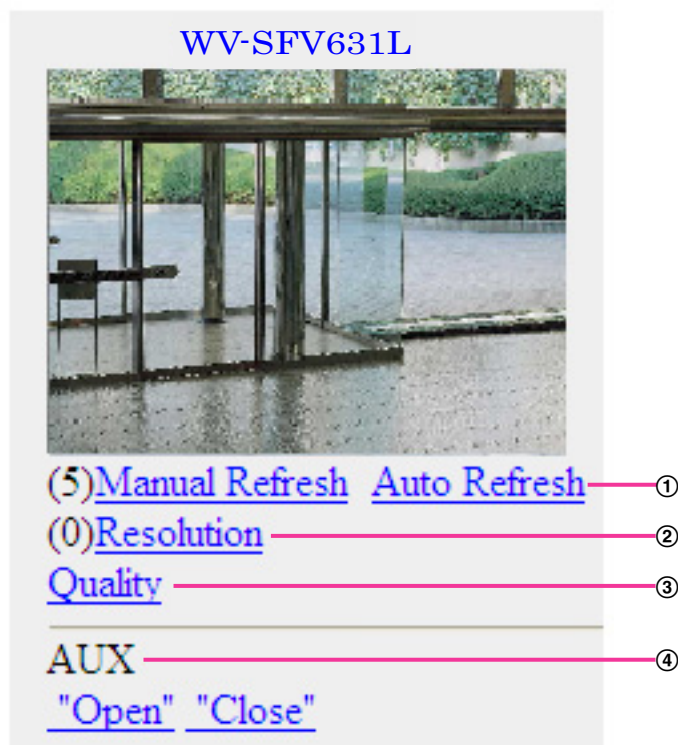 WV-SFV631L
(5)Manual Refresh Auto Refresh ①
(0)Resolution ②
Quality ③
AUX ④
"Open" "Close"